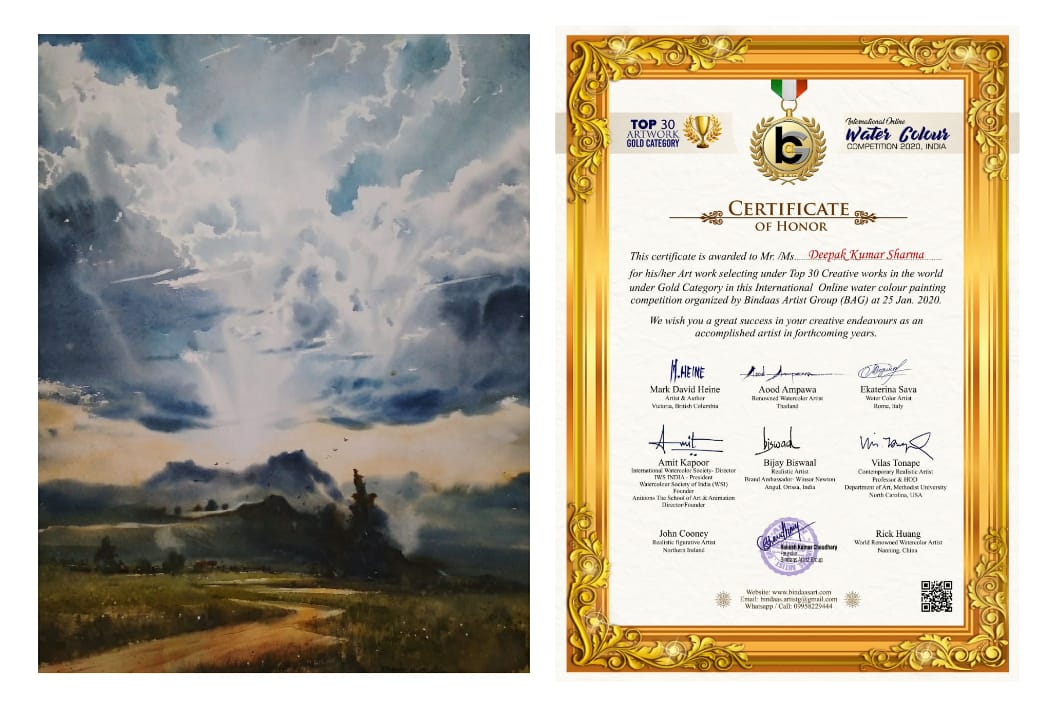 TOP 30
ARTWORK
GOLD CATEGORY
International Online
Water Colour
COMPETITION 2020, INDIA
CERTIFICATE
OF HONOR
This certificate is awarded to Mr. /Ms.... Deepak Kumar Sharma
for his/her Art work selecting under Top 30 Creative works in the world
under Gold Category in this International Online water colour painting
competition organized by Bindaas Artist Group (BAG) at 25 Jan. 2020.
We wish you a great success in your creative endeavours as an
accomplished artist in forthcoming years.
M.HEINE
Mark David Heine
Artist & Author
Victoria, British Columbia
Aood Ampawa
Aood Ampawa
Renowned Watercolor Artist
Thailand
Ekaterina Sava
Water Color Artist
Rome, Italy
Amit
Amit Kapoor
International Watercolor Society- Director
IWS INDIA - President
Watercolour Society of India (WSI)
Founder
Anitions The School of Art & Animation
Director/Founder
biswaal
Bijay Biswaal
Realistic Artist
Brand Ambassador- Winsor Newton
Angul, Orissa, India
Vilas Tonape
Contemporary Realistic Artist
Professor & HOD
Department of Art, Methodist University
North Carolina, USA
John Cooney
Realistic figurative Artist
Northern Ireland
Kumar Choudhary
Founder
Bindaas Artist Group
Rick Huang
World Renowned Watercolor Artist
Nanning, China
Website: www.bindaasart.com
Email: bindaas.artistg@gmail.com
Whatsapp / Call: 09958229444